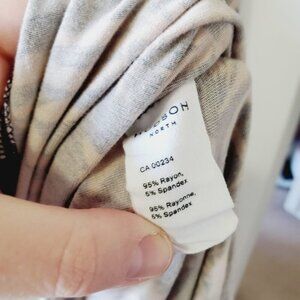 NORTH
CA 00234
95% Rayon,
5% Spandex
95% Rayonne,
5% Spandex